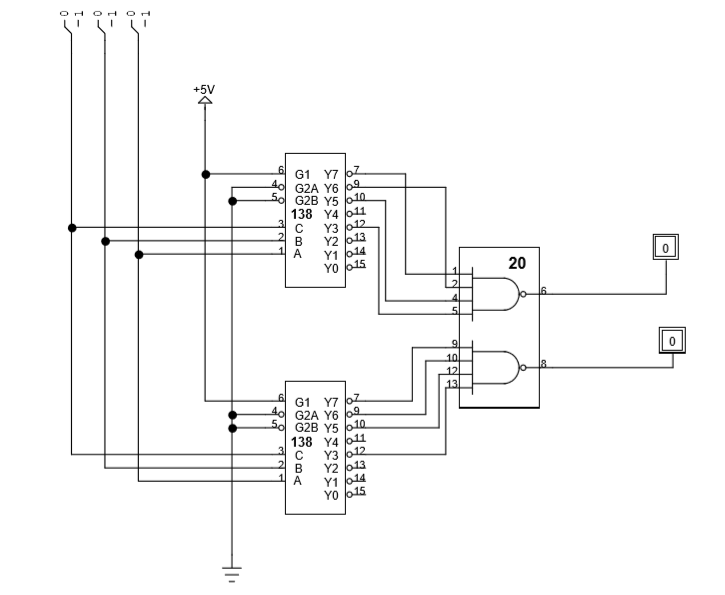 0 1 0 1 0 1
+5V
6 G1 Y7 7
4 G2A Y6 9
5 G2B Y5 10
138 Y4 11
3 C Y3 12
2 B Y2 13
1 A Y1 14
Y0 15
20
1
2
4
5
6
0
9
10
12
13
8
0
6 G1 Y7 7
4 G2A Y6 9
5 G2B Y5 10
138 Y4 11
3 C Y3 12
2 B Y2 13
1 A Y1 14
Y0 15